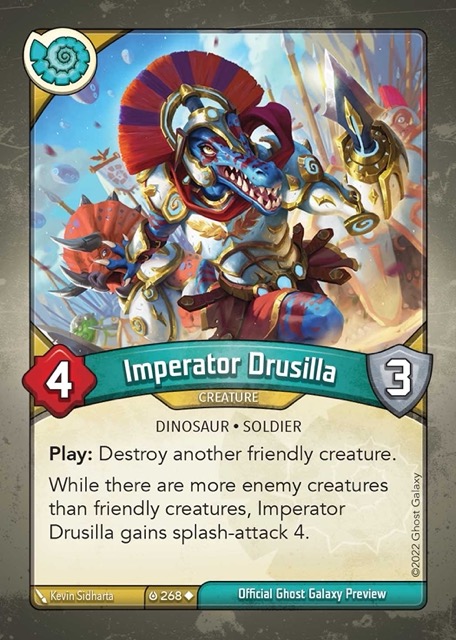 4
Imperator Drusilla
3
CREATURE
DINOSAUR • SOLDIER
Play: Destroy another friendly creature.
While there are more enemy creatures
than friendly creatures, Imperator
Drusilla gains splash-attack 4.
©2022 Ghost Galaxy
Kevin Sidharta
268
Official Ghost Galaxy Preview